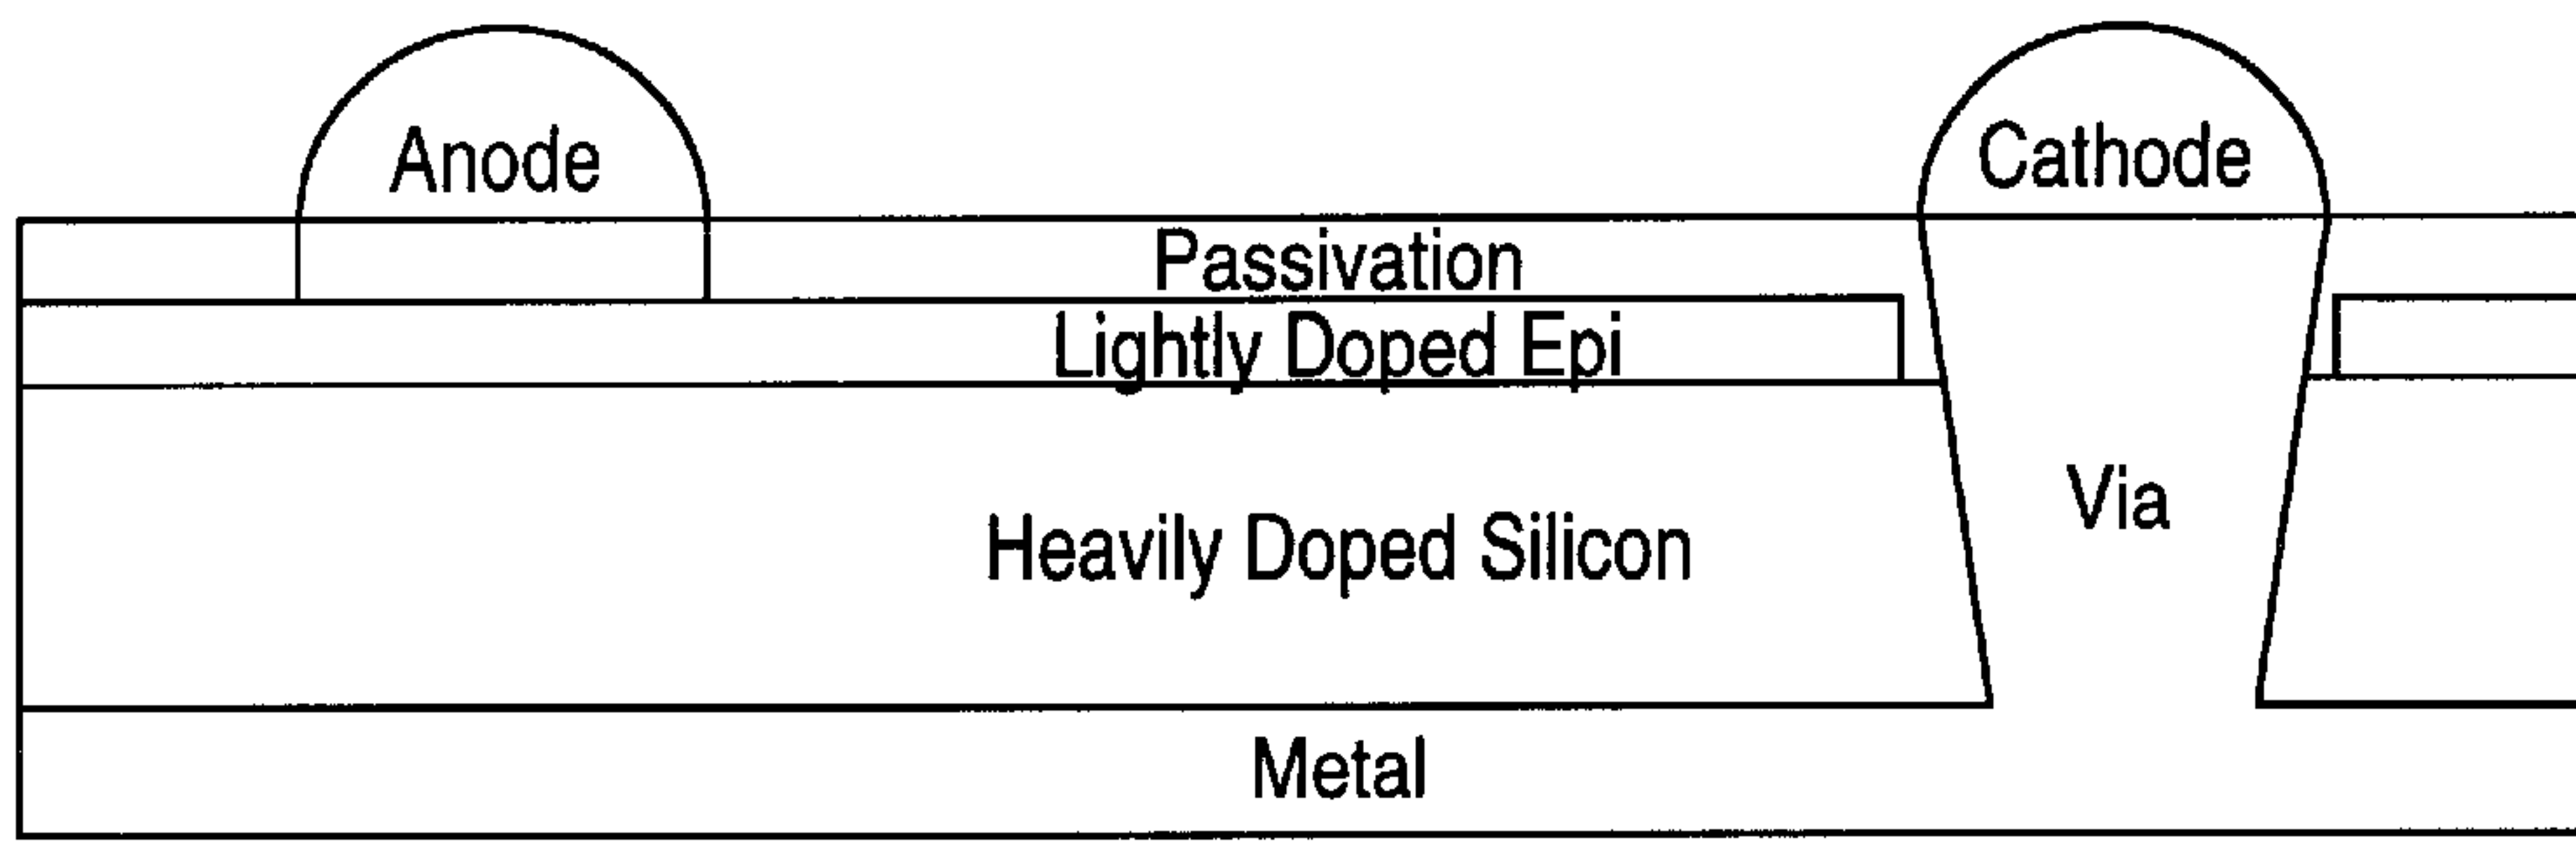 Anode
Cathode
Passivation
Lightly Doped Epi
Via
Heavily Doped Silicon
Metal